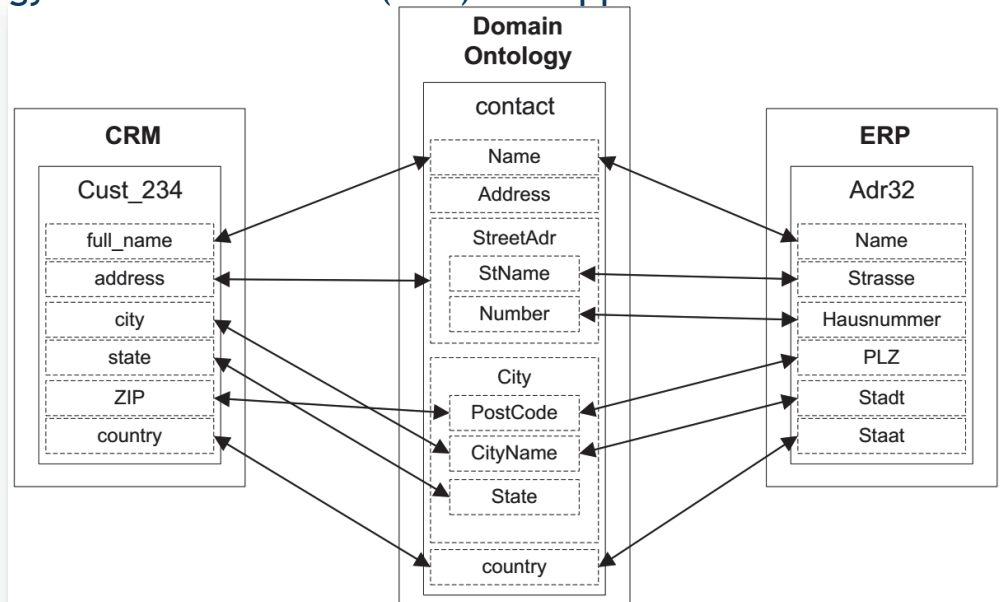 Domain
Ontology
contact
Name
Address
StreetAdr
StName
Number
City
PostCode
CityName
State
country
CRM
Cust_234
full_name
address
city
state
ZIP
country
ERP
Adr32
Name
Strasse
Hausnummer
PLZ
Stadt
Staat